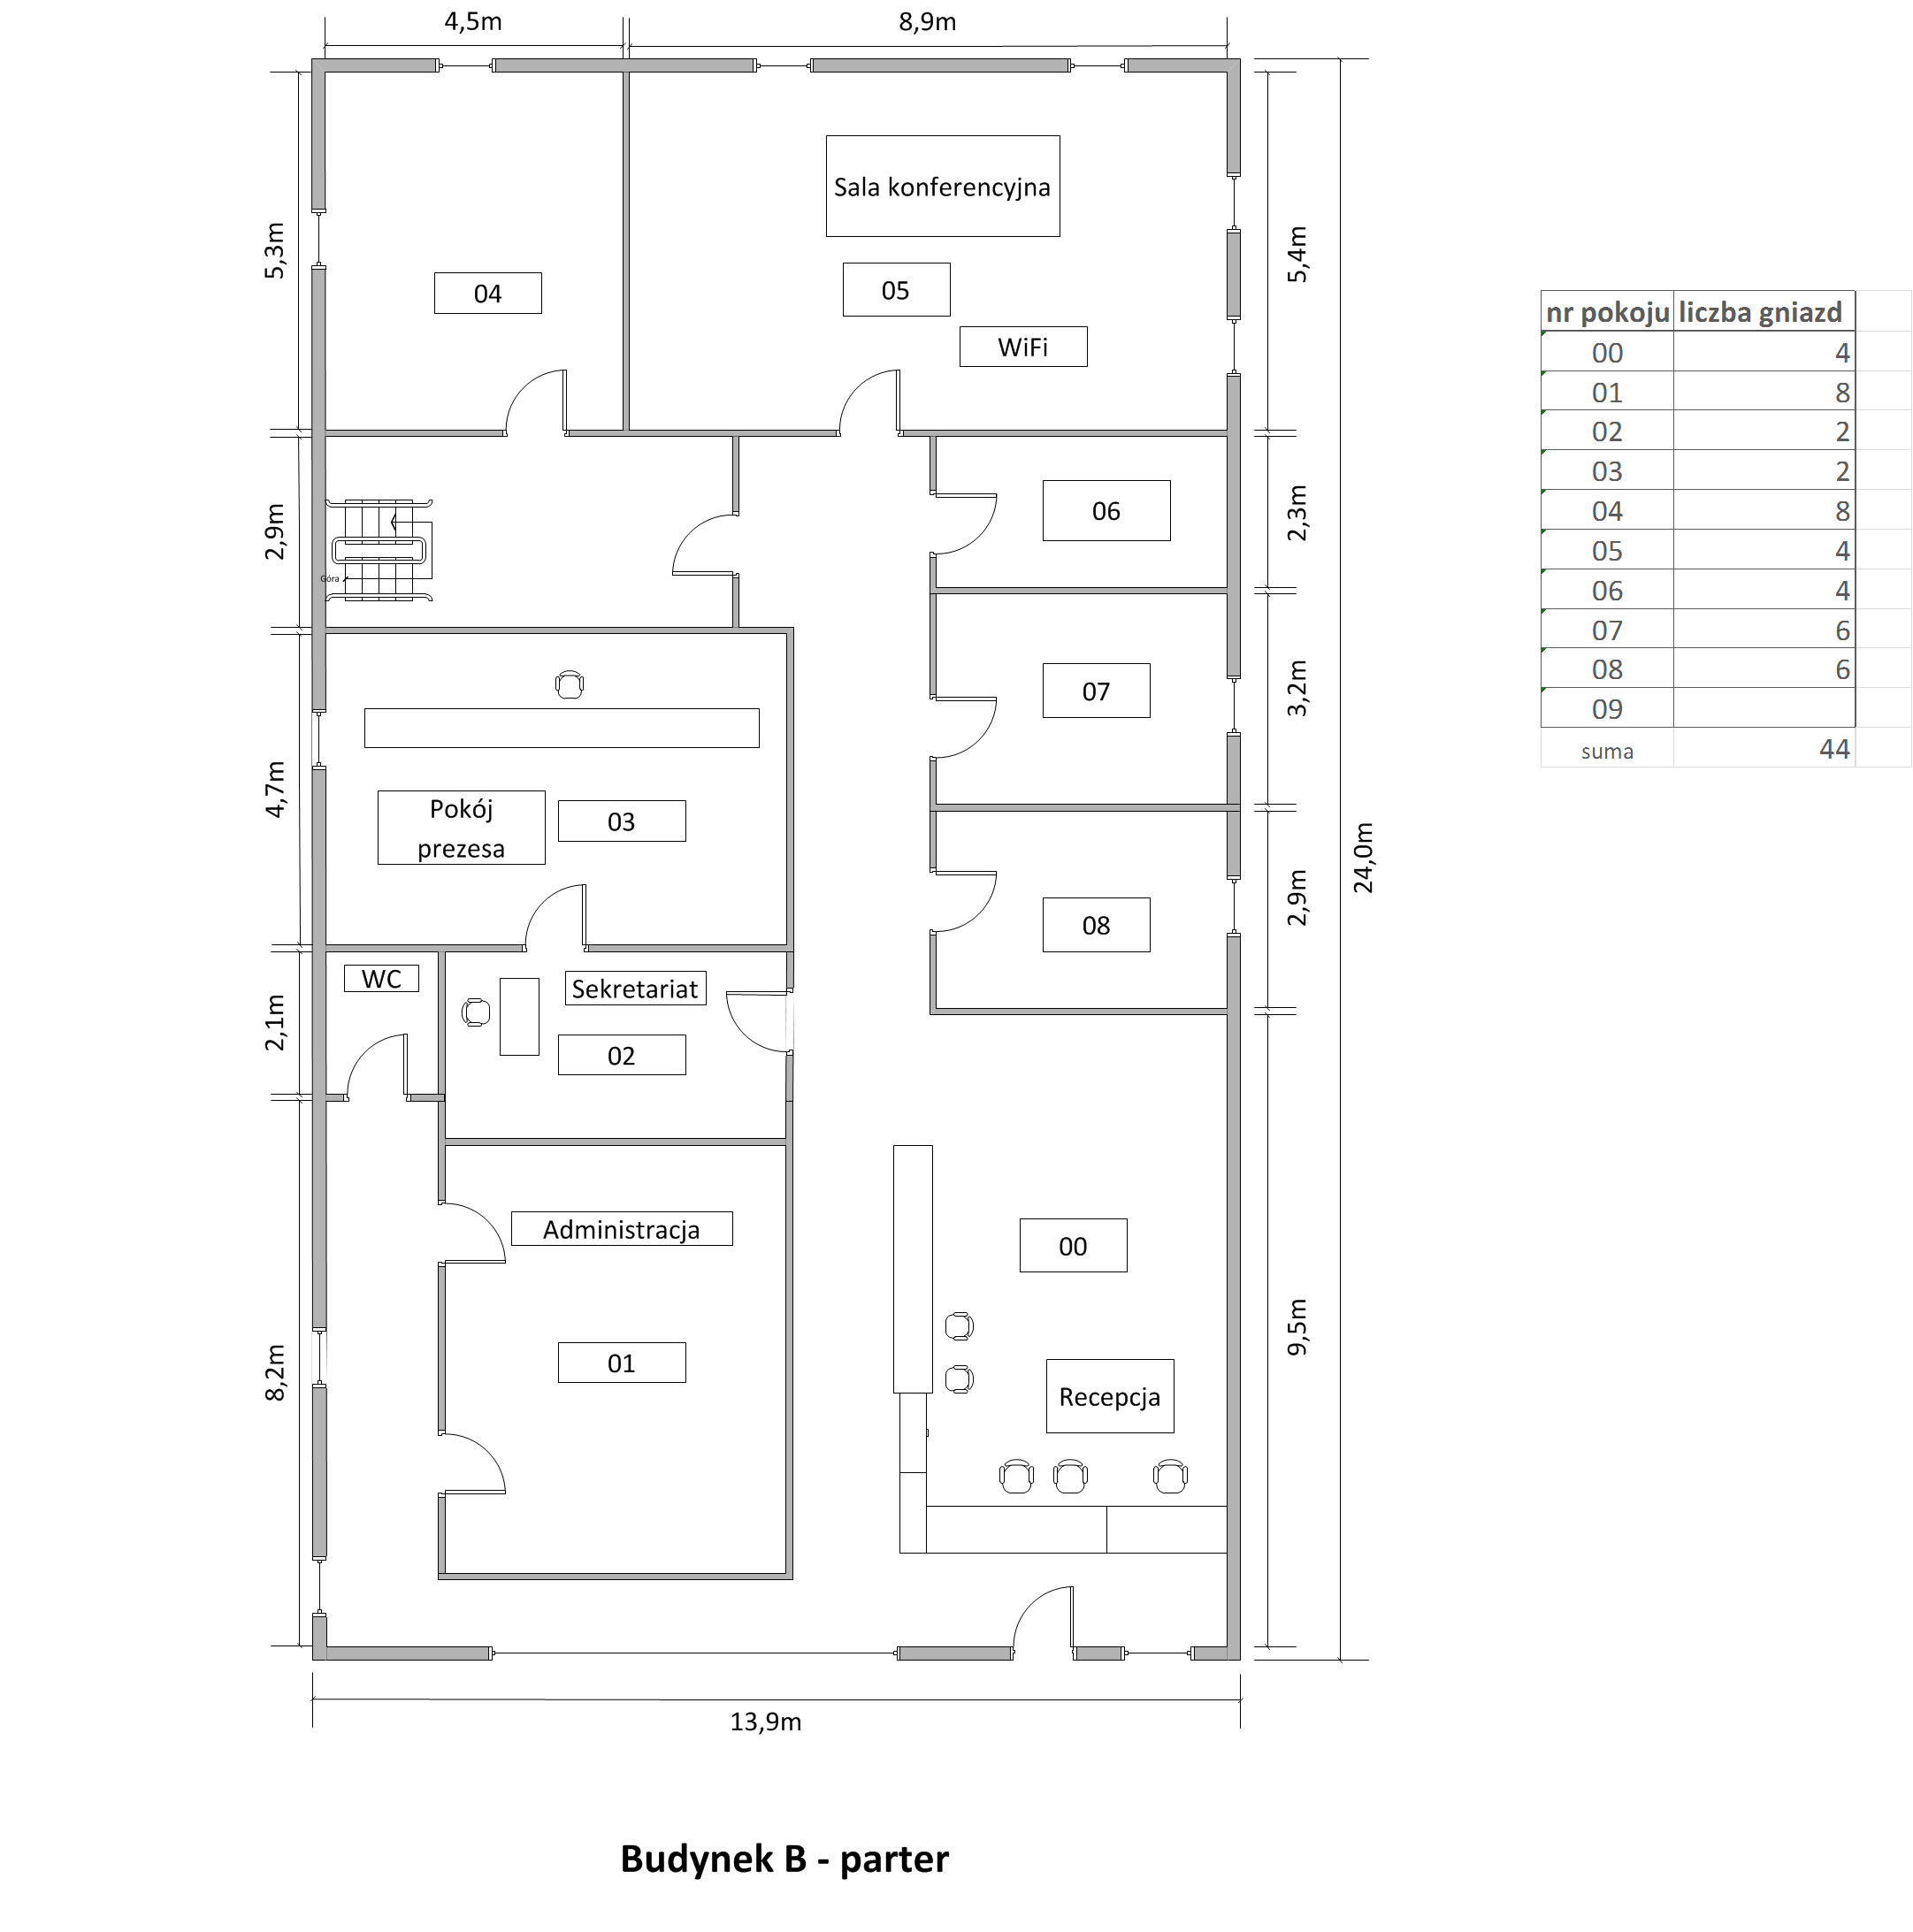 4,5m
8,9m
5,3m
2,9m
4,7m
2,1m
8,2m
5,4m
2,3m
3,2m
2,9m
9,5m
24,0m
13,9m
Sala konferencyjna
04
05
WiFi
Góra
06
07
Pokój
prezesa
03
08
WC
Sekretariat
02
Administracja
01
00
Recepcja
nr pokoju liczba gniazd
00 4
01 8
02 2
03 2
04 8
05 4
06 4
07 6
08 6
09
suma 44
Budynek B - parter